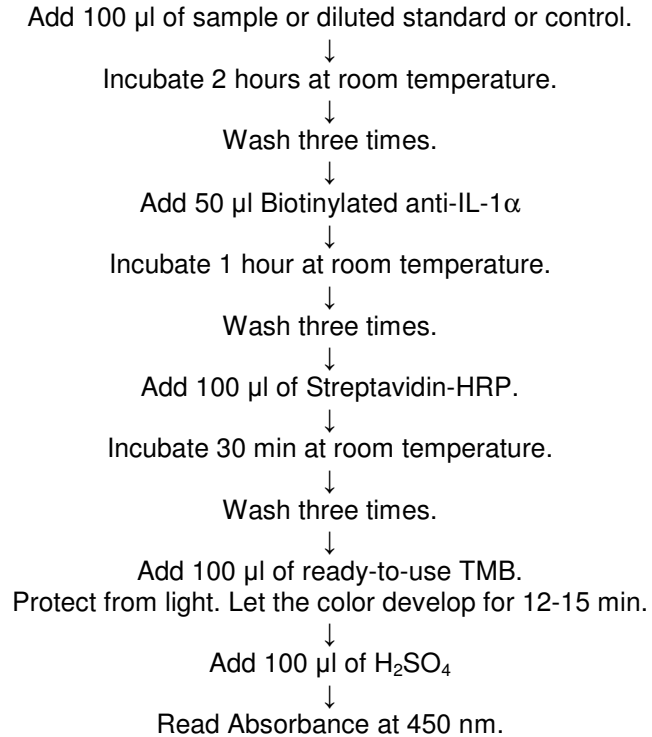 Add 100 µl of sample or diluted standard or control.
↓
Incubate 2 hours at room temperature.
↓
Wash three times.
↓
Add 50 µl Biotinylated anti-IL-1α
↓
Incubate 1 hour at room temperature.
↓
Wash three times.
↓
Add 100 µl of Streptavidin-HRP.
↓
Incubate 30 min at room temperature.
↓
Wash three times.
↓
Add 100 µl of ready-to-use TMB.
Protect from light. Let the color develop for 12-15 min.
↓
Add 100 µl of H₂SO₄
↓
Read Absorbance at 450 nm.